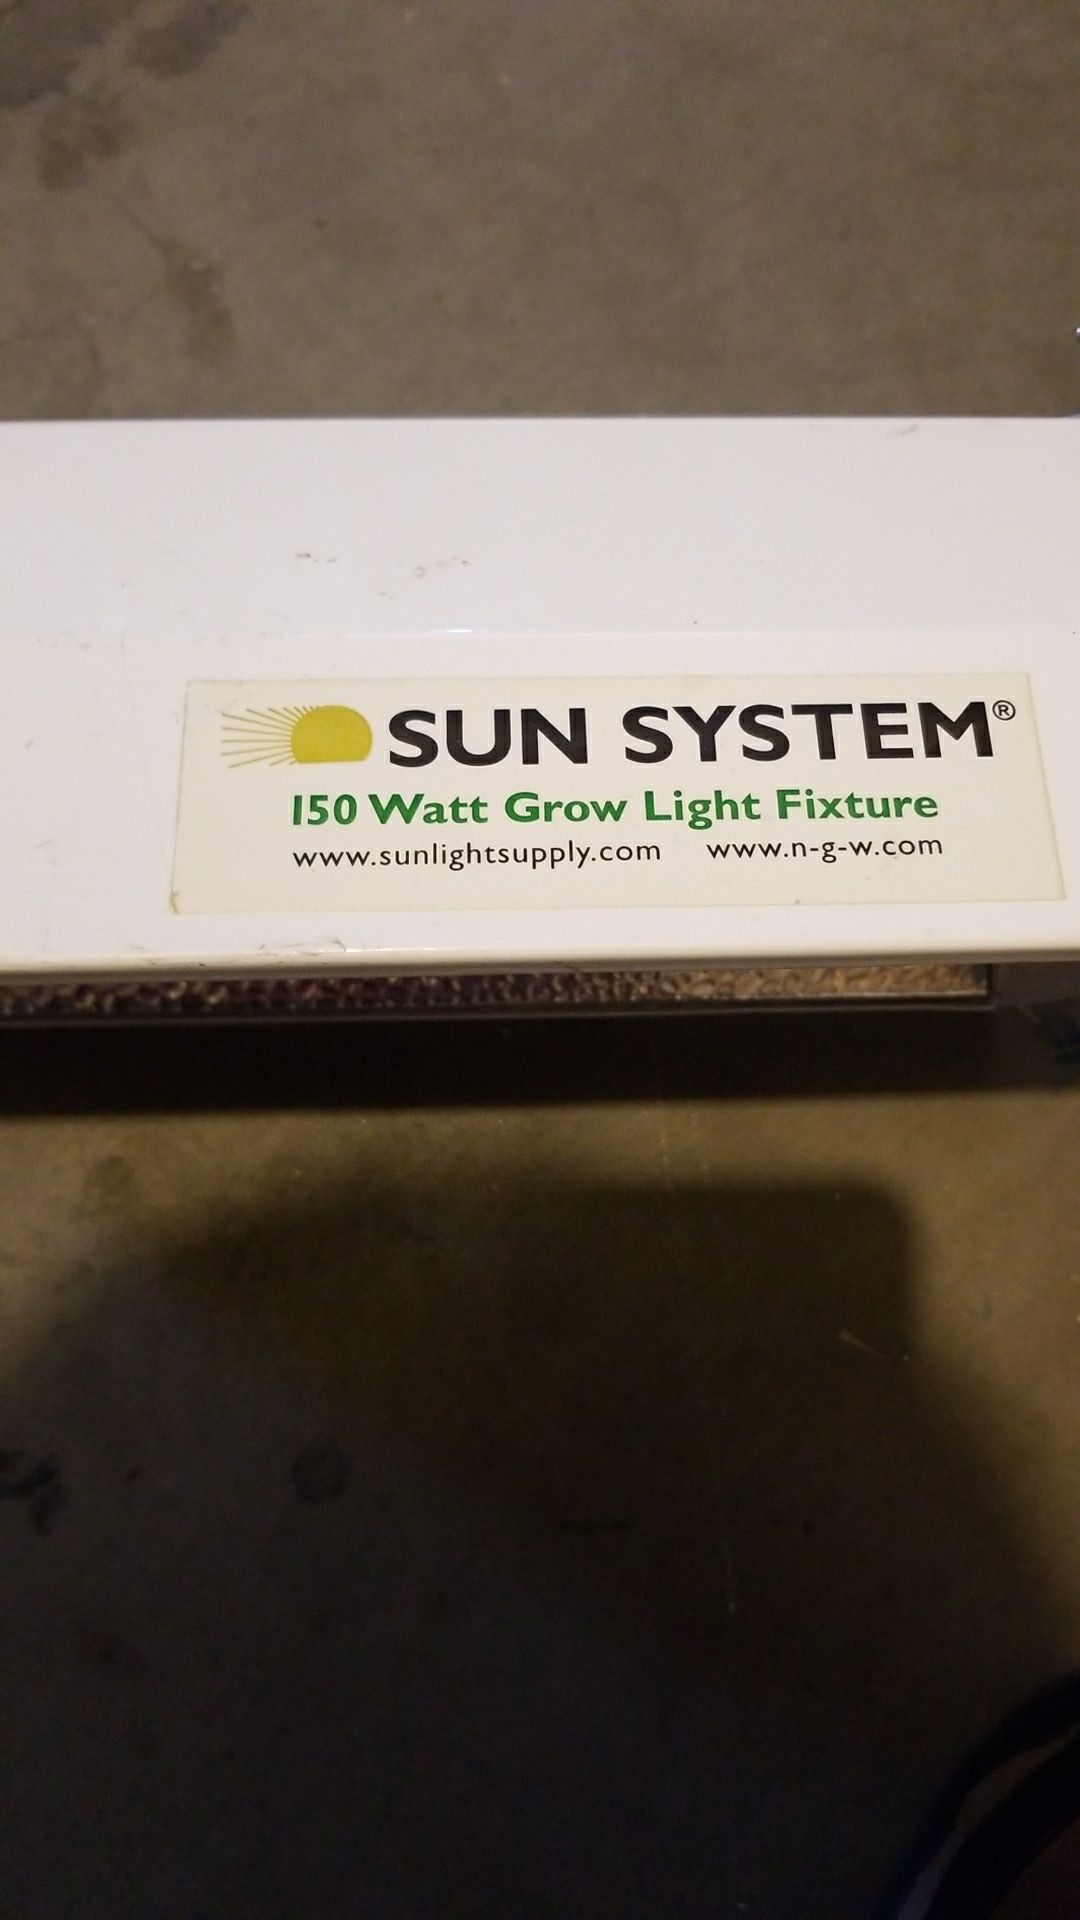 SUN SYSTEM®
150 Watt Grow Light Fixture
www.sunlightsupply.com www.n-g-w.com